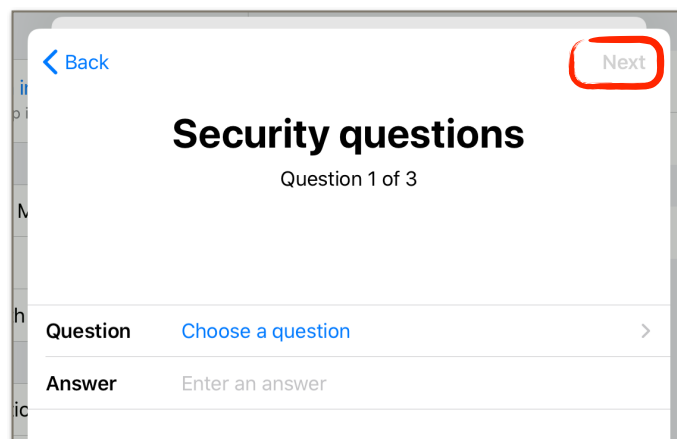 Back
Next
Security questions
Question 1 of 3
Question Choose a question
Answer Enter an answer